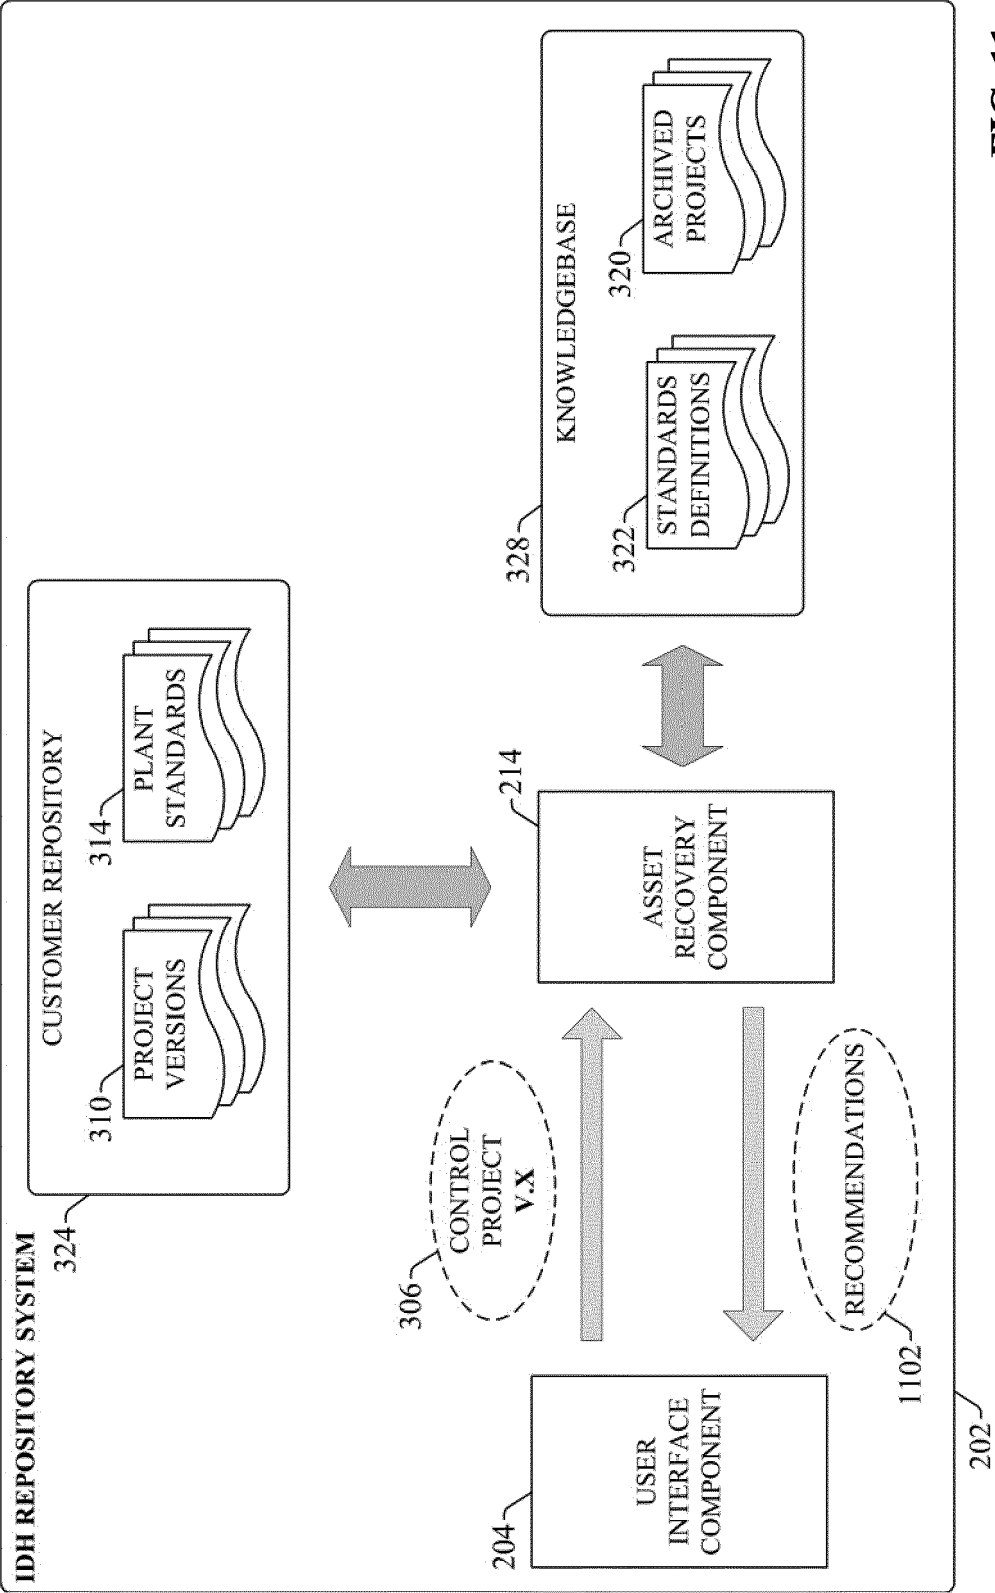 IDH REPOSITORY SYSTEM
324
CUSTOMER REPOSITORY
310
PROJECT
VERSIONS
314
PLANT
STANDARDS
306
CONTROL
PROJECT
V.X
204
USER
INTERFACE
COMPONENT
214
ASSET
RECOVERY
COMPONENT
328
KNOWLEDGEBASE
322
STANDARDS
DEFINITIONS
320
ARCHIVED
PROJECTS
RECOMMENDATIONS
1102
202